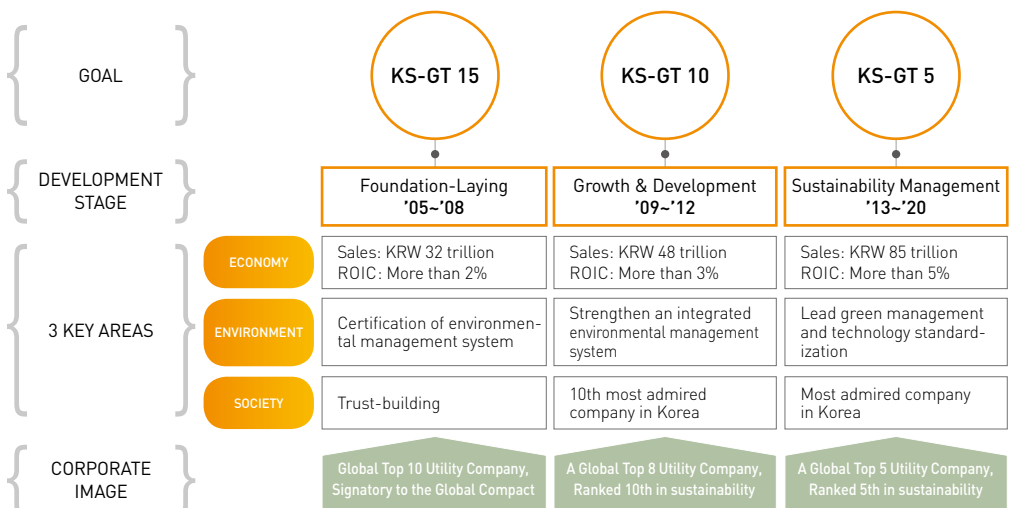 GOAL
KS-GT 15
KS-GT 10
KS-GT 5
DEVELOPMENT
STAGE
Foundation-Laying
’05~’08
Growth & Development
’09~’12
Sustainability Management
’13~’20
3 KEY AREAS
ECONOMY
Sales: KRW 32 trillion
ROIC: More than 2%
Sales: KRW 48 trillion
ROIC: More than 3%
Sales: KRW 85 trillion
ROIC: More than 5%
ENVIRONMENT
Certification of environmen-
tal management system
Strengthen an integrated
environmental management
system
Lead green management
and technology standard-
ization
SOCIETY
Trust-building
10th most admired
company in Korea
Most admired company
in Korea
CORPORATE
IMAGE
Global Top 10 Utility Company,
Signatory to the Global Compact
A Global Top 8 Utility Company,
Ranked 10th in sustainability
A Global Top 5 Utility Company,
Ranked 5th in sustainability